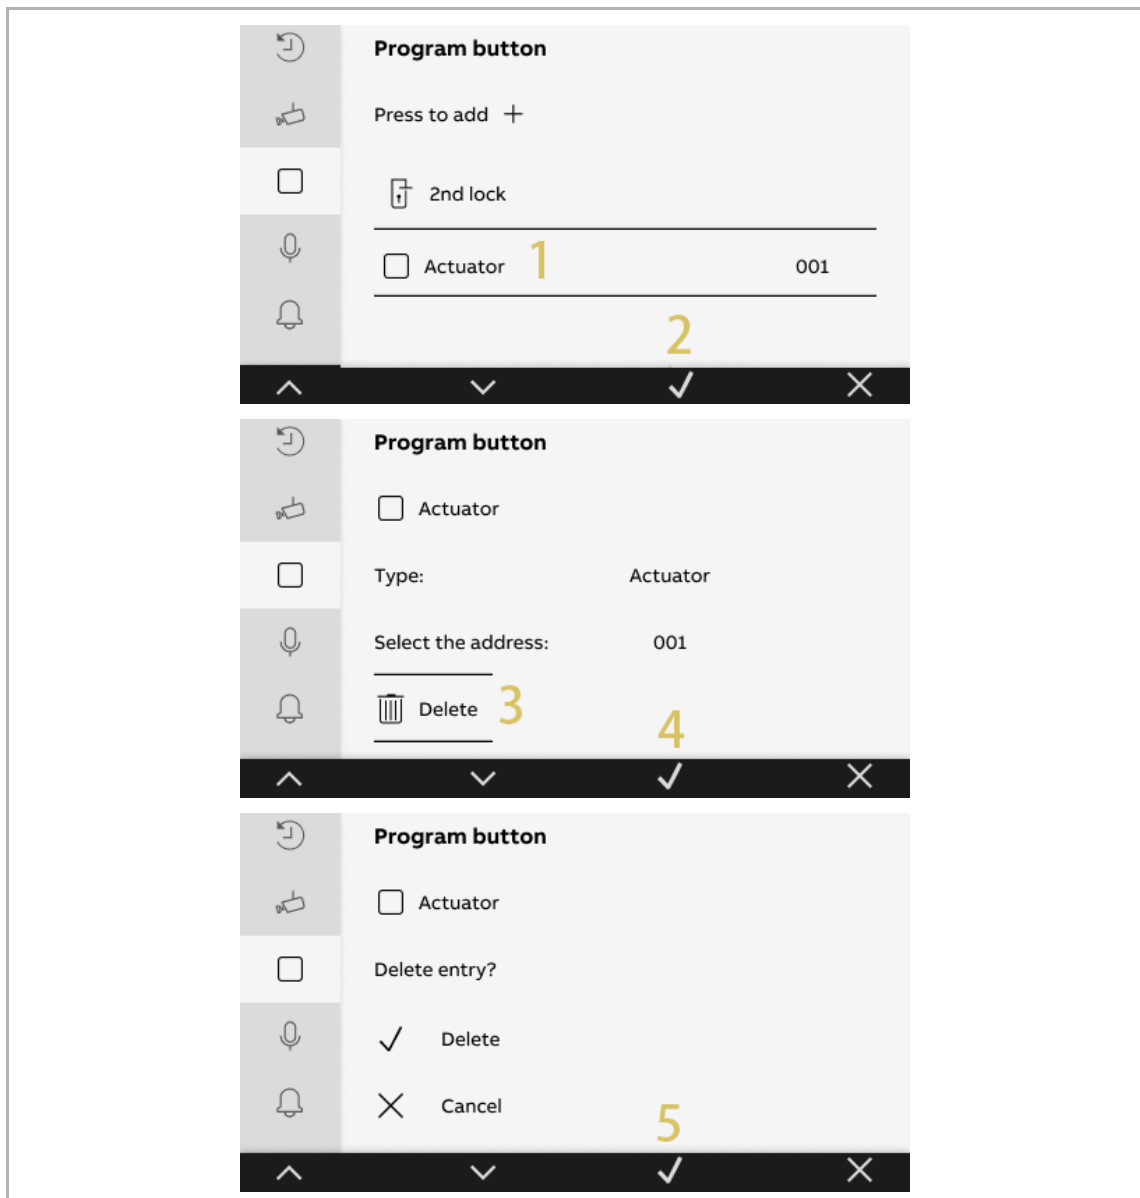 Program button
Press to add +
2nd lock
Actuator 1 001
2
Program button
Actuator
Type: Actuator
Select the address: 001
Delete 3
4
Program button
Actuator
Delete entry?
Delete
Cancel
5